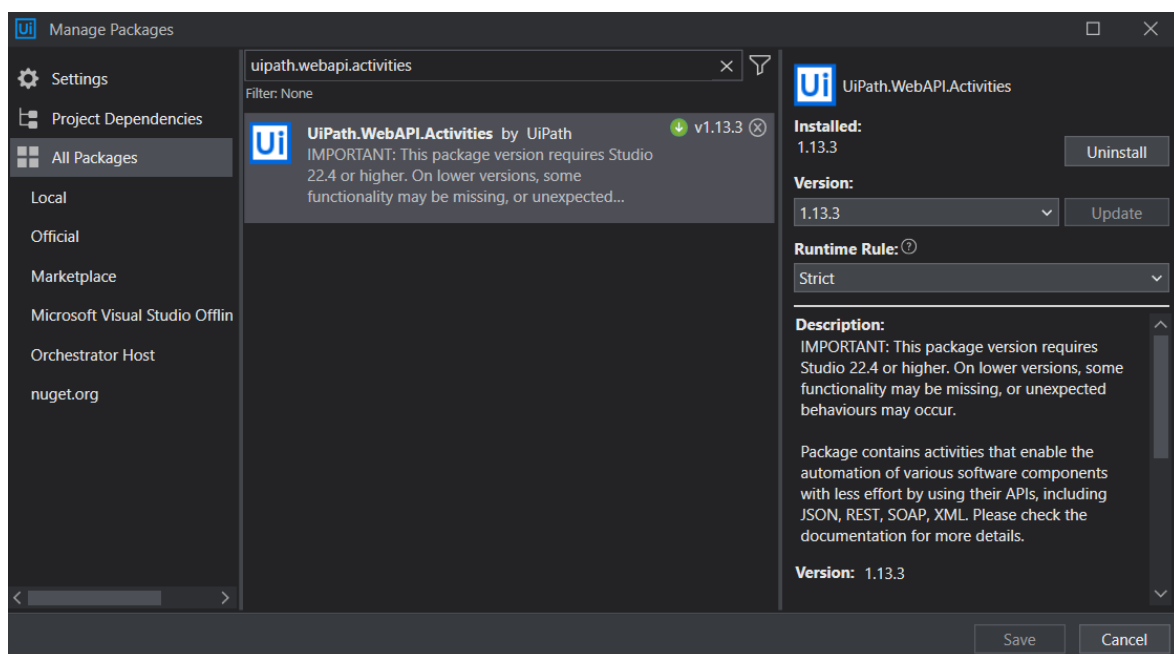 Ui Manage Packages
Settings
Project Dependencies
All Packages
Local
Official
Marketplace
Microsoft Visual Studio Offlin
Orchestrator Host
nuget.org
uipath.webapi.activities
Filter: None
Ui
UiPath.WebAPI.Activities by UiPath
v1.13.3
IMPORTANT: This package version requires Studio
22.4 or higher. On lower versions, some
functionality may be missing, or unexpected...
Ui UiPath.WebAPI.Activities
Installed:
1.13.3
Uninstall
Version:
1.13.3
Update
Runtime Rule: ?
Strict
Description:
IMPORTANT: This package version requires
Studio 22.4 or higher. On lower versions, some
functionality may be missing, or unexpected
behaviours may occur.
Package contains activities that enable the
automation of various software components
with less effort by using their APIs, including
JSON, REST, SOAP, XML. Please check the
documentation for more details.
Version: 1.13.3
Save
Cancel